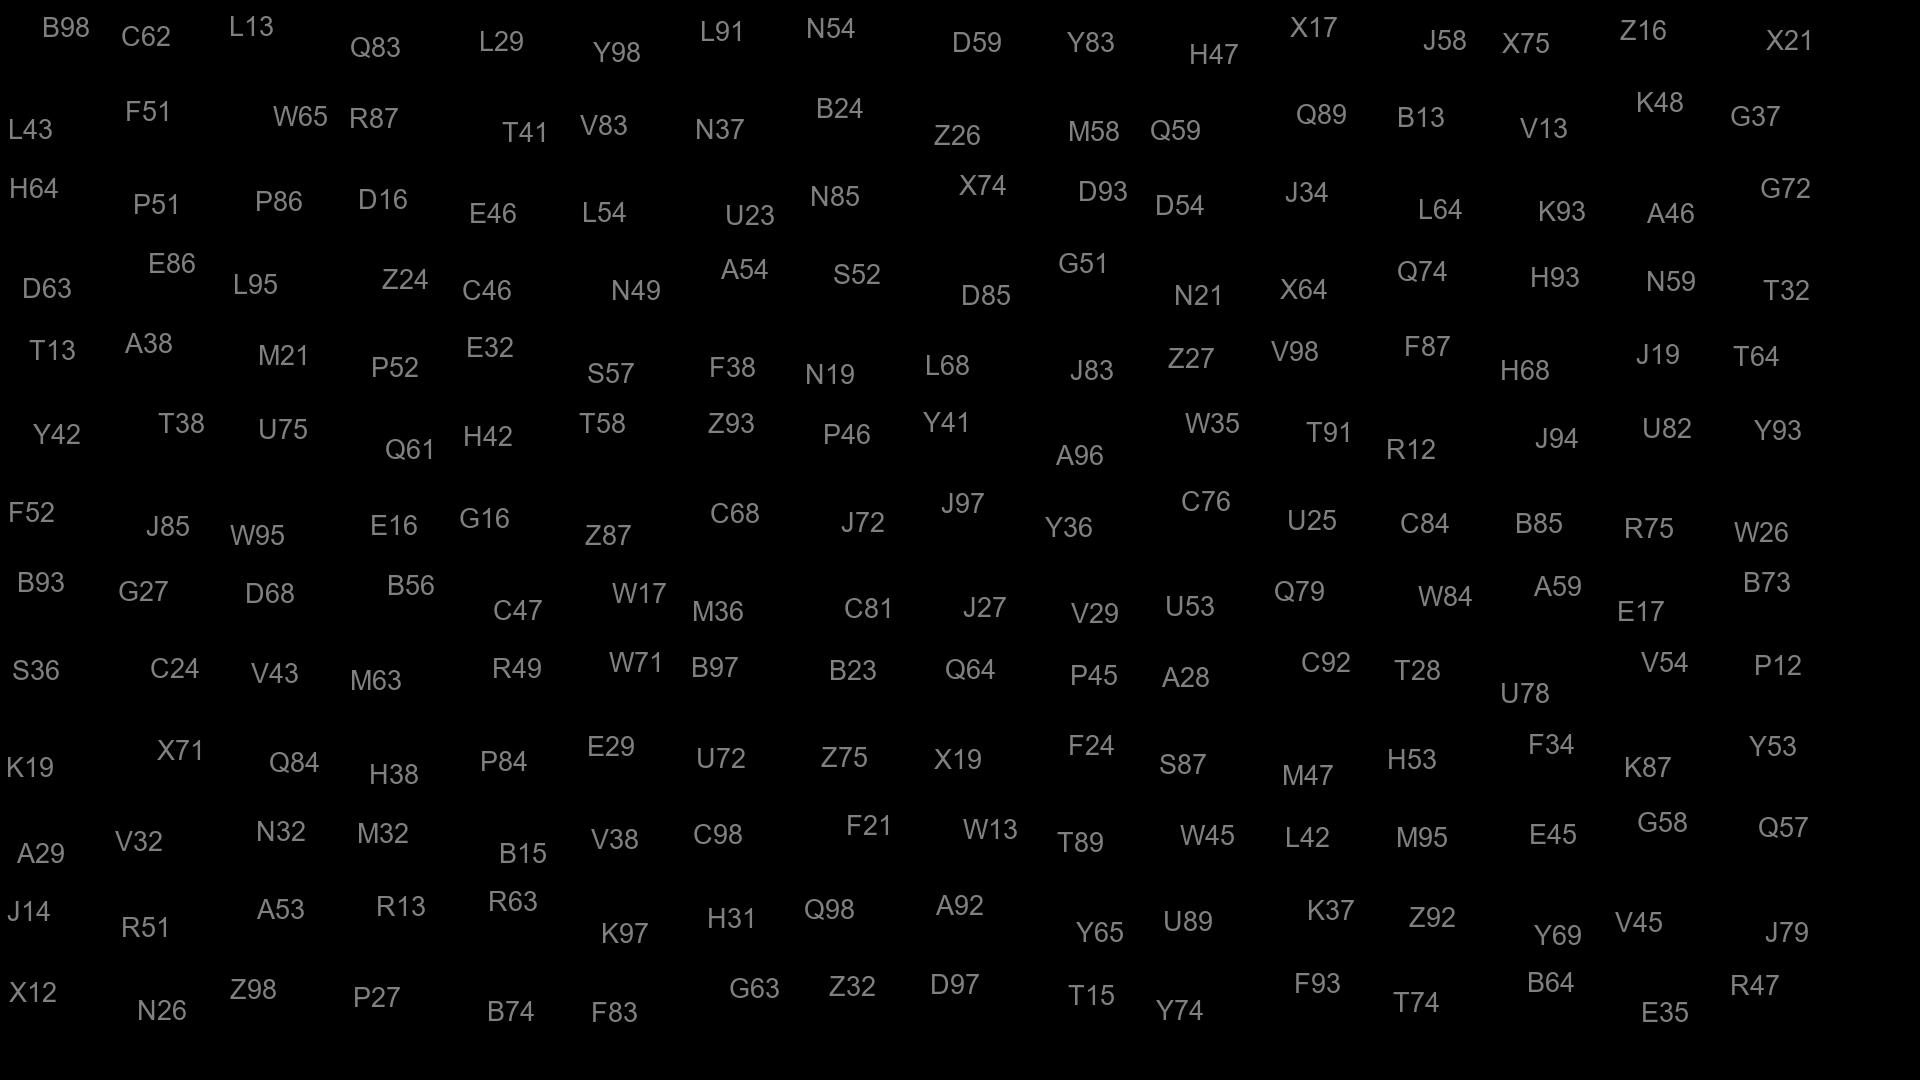 B98 C62 L13 Q83 L29 Y98 L91 N54 D59 Y83 H47 X17 J58 X75 Z16 X21
L43 F51 W65 R87 T41 V83 N37 B24 Z26 M58 Q59 Q89 B13 V13 K48 G37
H64 P51 P86 D16 E46 L54 U23 N85 X74 D93 D54 J34 L64 K93 A46 G72
D63 E86 L95 Z24 C46 N49 A54 S52 D85 G51 N21 X64 Q74 H93 N59 T32
T13 A38 M21 P52 E32 S57 F38 N19 L68 J83 Z27 V98 F87 H68 J19 T64
Y42 T38 U75 Q61 H42 T58 Z93 P46 Y41 A96 W35 T91 R12 J94 U82 Y93
F52 J85 W95 E16 G16 Z87 C68 J72 J97 Y36 C76 U25 C84 B85 R75 W26
B93 G27 D68 B56 C47 W17 M36 C81 J27 V29 U53 Q79 W84 A59 E17 B73
S36 C24 V43 M63 R49 W71 B97 B23 Q64 P45 A28 C92 T28 U78 V54 P12
K19 X71 Q84 H38 P84 E29 U72 Z75 X19 F24 S87 M47 H53 F34 K87 Y53
A29 V32 N32 M32 B15 V38 C98 F21 W13 T89 W45 L42 M95 E45 G58 Q57
J14 R51 A53 R13 R63 K97 H31 Q98 A92 Y65 U89 K37 Z92 Y69 V45 J79
X12 N26 Z98 P27 B74 F83 G63 Z32 D97 T15 Y74 F93 T74 B64 E35 R47